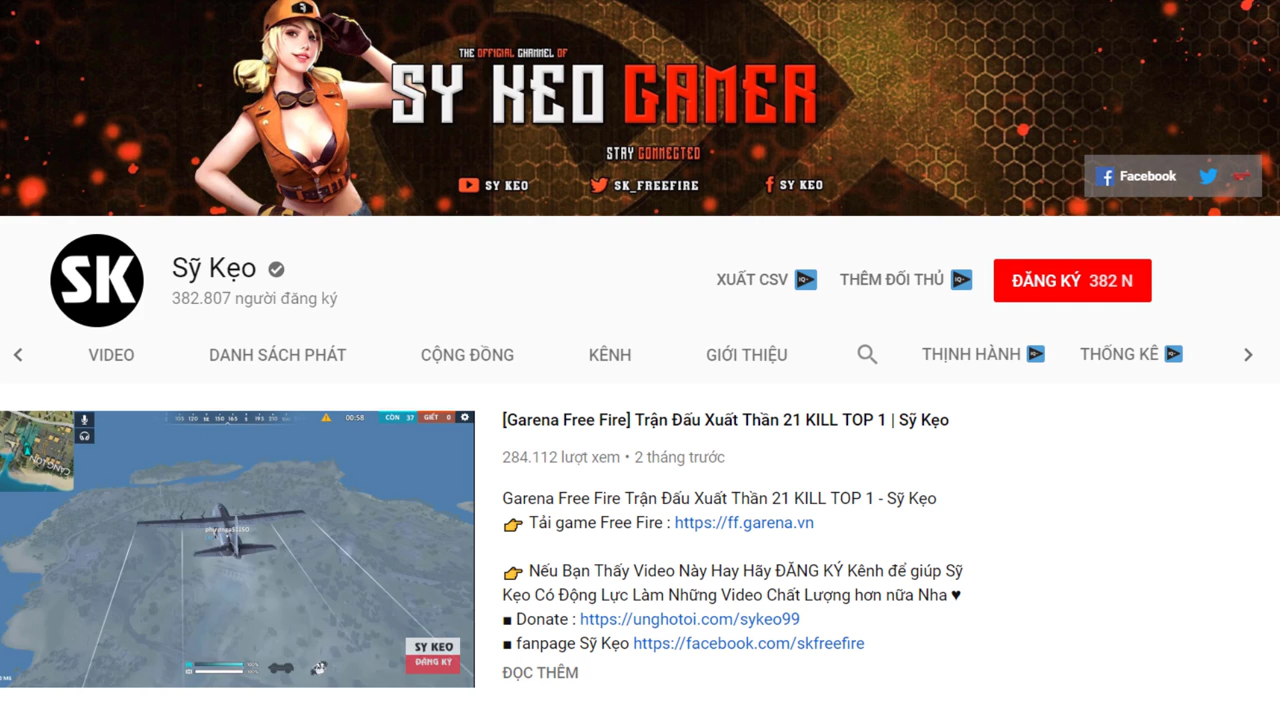 THE OFFICIAL CHANNEL OF
SY KEO GAMER
STAY CONNECTED
SY KEO
SK_FREEFIRE
SY KEO
Facebook
SK
Sỹ Kẹo
382.807 người đăng ký
XUẤT CSV
THÊM ĐỐI THỦ
ĐĂNG KÝ 382 N
VIDEO
DANH SÁCH PHÁT
CỘNG ĐỒNG
KÊNH
GIỚI THIỆU
THỊNH HÀNH
THỐNG KÊ
00:58
CÒN 37
GIẾT 0
SY KEO
ĐĂNG KÝ
[Garena Free Fire] Trận Đấu Xuất Thần 21 KILL TOP 1 | Sỹ Kẹo
284.112 lượt xem • 2 tháng trước
Garena Free Fire Trận Đấu Xuất Thần 21 KILL TOP 1 - Sỹ Kẹo
👉 Tải game Free Fire : https://ff.garena.vn
👉 Nếu Bạn Thấy Video Này Hay Hãy ĐĂNG KÝ Kênh để giúp Sỹ
Kẹo Có Động Lực Làm Những Video Chất Lượng hơn nữa Nha ♥
■ Donate : https://unghotoi.com/sykeo99
■ fanpage Sỹ Kẹo https://facebook.com/skfreefire
ĐỌC THÊM